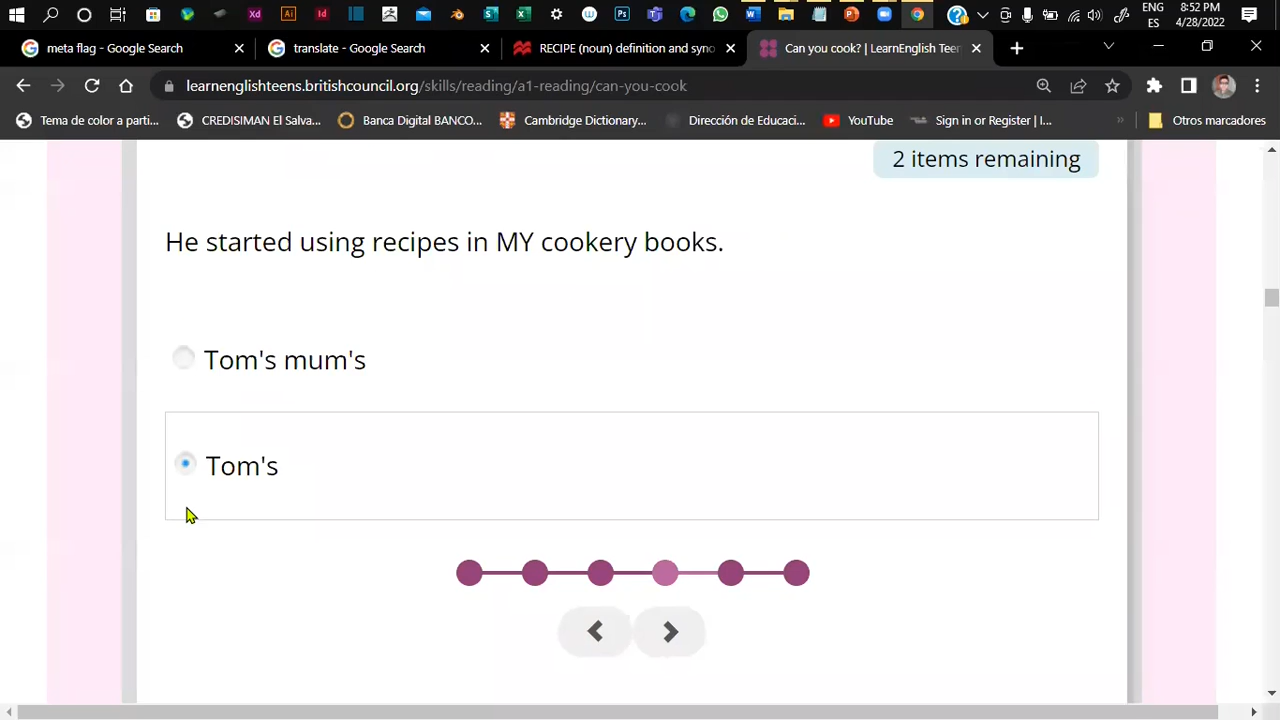 8:52 PM
ENG
ES
4/28/2022
meta flag - Google Search
translate - Google Search
RECIPE (noun) definition and syno
Can you cook? | LearnEnglish Teen
learnenglishteens.britishcouncil.org/skills/reading/a1-reading/can-you-cook
Tema de color a parti...
CREDISIMAN El Salva...
Banca Digital BANCO...
Cambridge Dictionary...
Dirección de Educaci...
YouTube
Sign in or Register | I...
Otros marcadores
2 items remaining
He started using recipes in MY cookery books.
Tom's mum's
Tom's